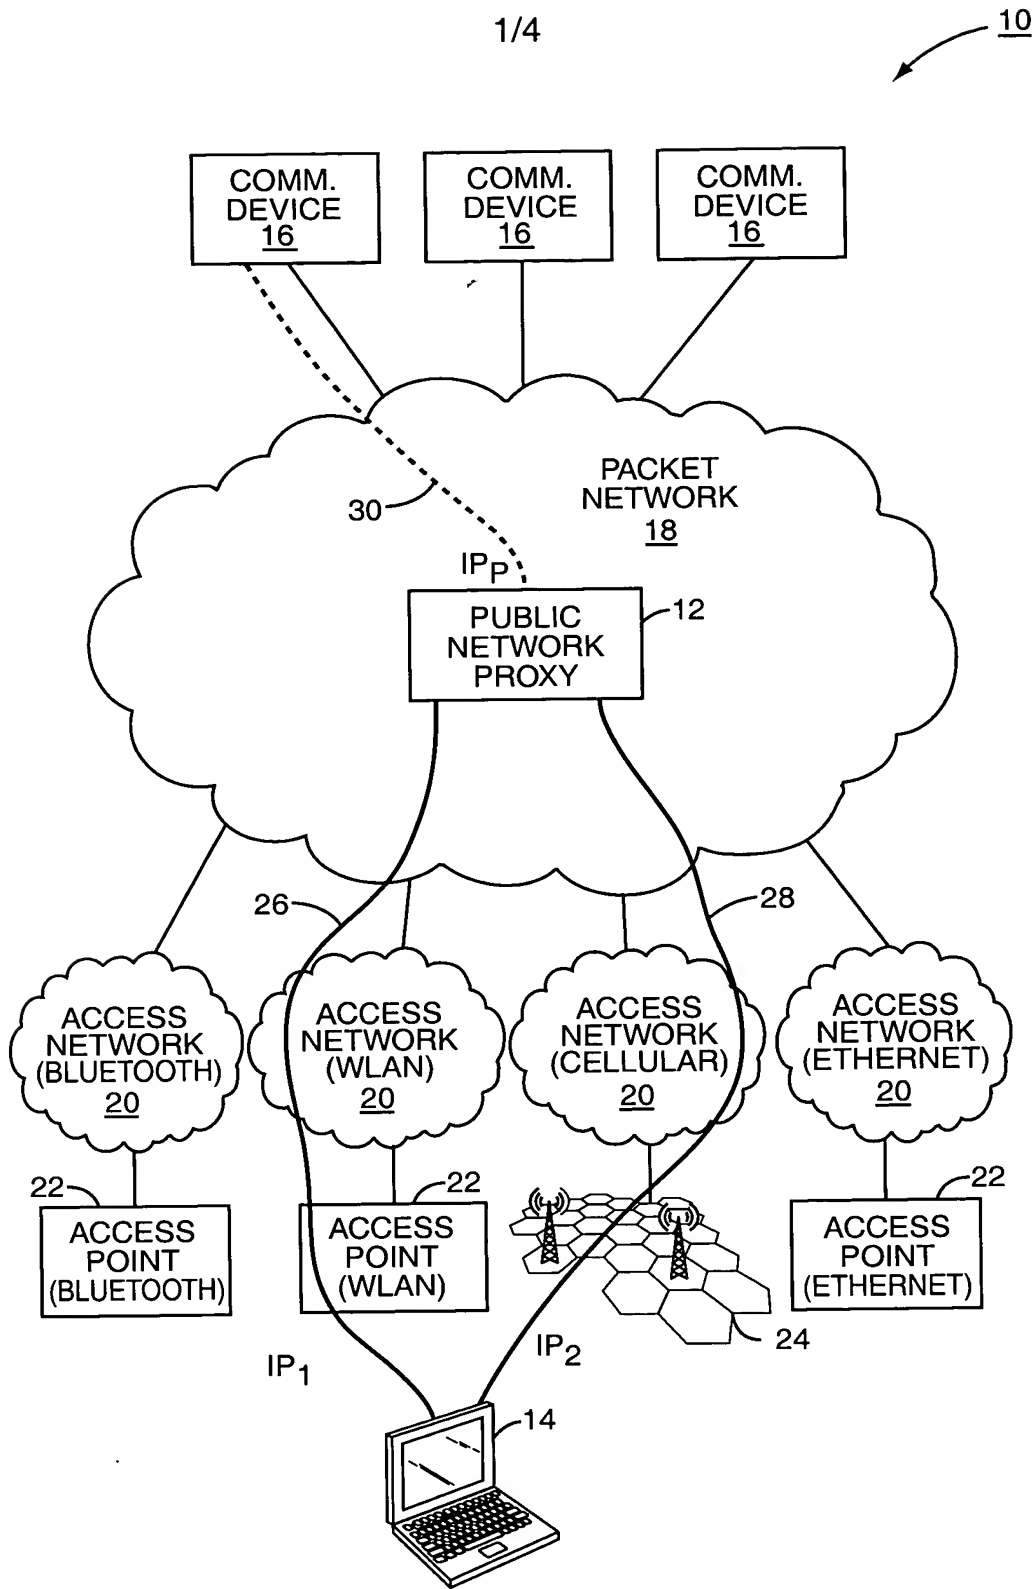 1/4
10
COMM.
DEVICE
16
COMM.
DEVICE
16
COMM.
DEVICE
16
PACKET
NETWORK
18
30
IPP
PUBLIC
NETWORK
PROXY
12
26
28
ACCESS
NETWORK
(BLUETOOTH)
20
ACCESS
NETWORK
(WLAN)
20
ACCESS
NETWORK
(CELLULAR)
20
ACCESS
NETWORK
(ETHERNET)
20
22
ACCESS
POINT
(BLUETOOTH)
22
ACCESS
POINT
(WLAN)
24
22
ACCESS
POINT
(ETHERNET)
IP1
IP2
14